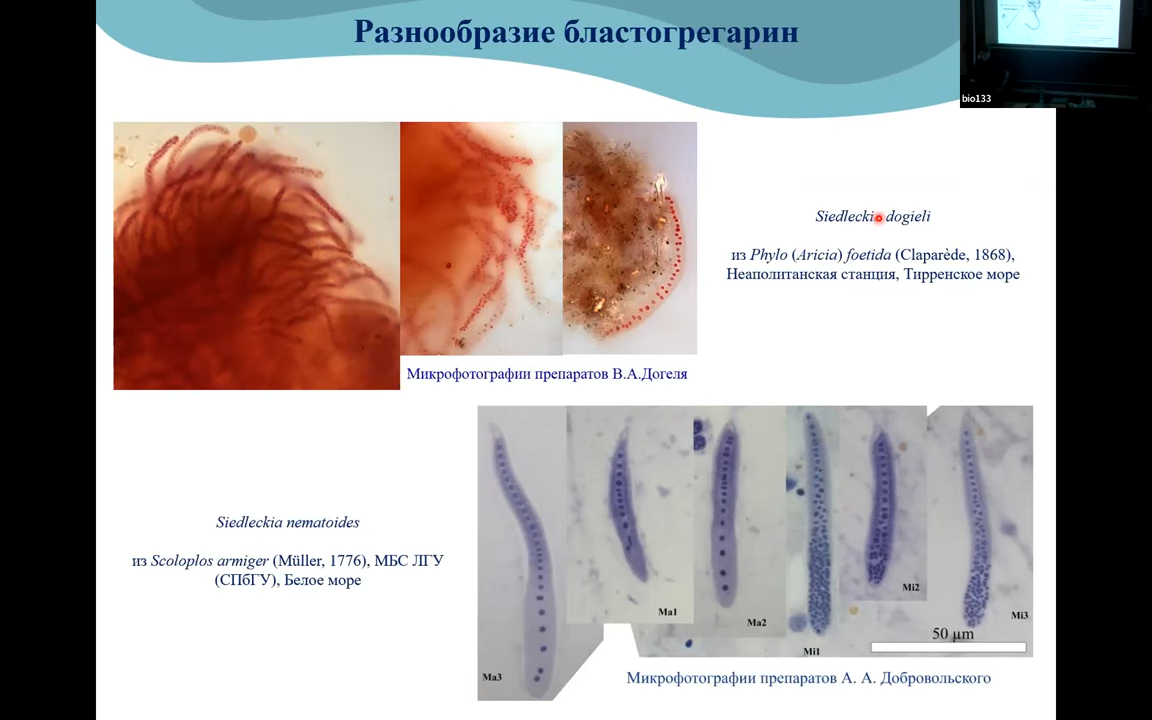 Разнообразие бластогрегарин
bio133
Siedleckia dogieli
из Phylo (Aricia) foetida (Claparède, 1868),
Неаполитанская станция, Тирренское море
Микрофотографии препаратов В.А.Догеля
Siedleckia nematoides
из Scoloplos armiger (Müller, 1776), МБС ЛГУ
(СПбГУ), Белое море
Ma3
Ma1
Ma2
Mi1
Mi2
Mi3
50 µm
Микрофотографии препаратов А. А. Добровольского